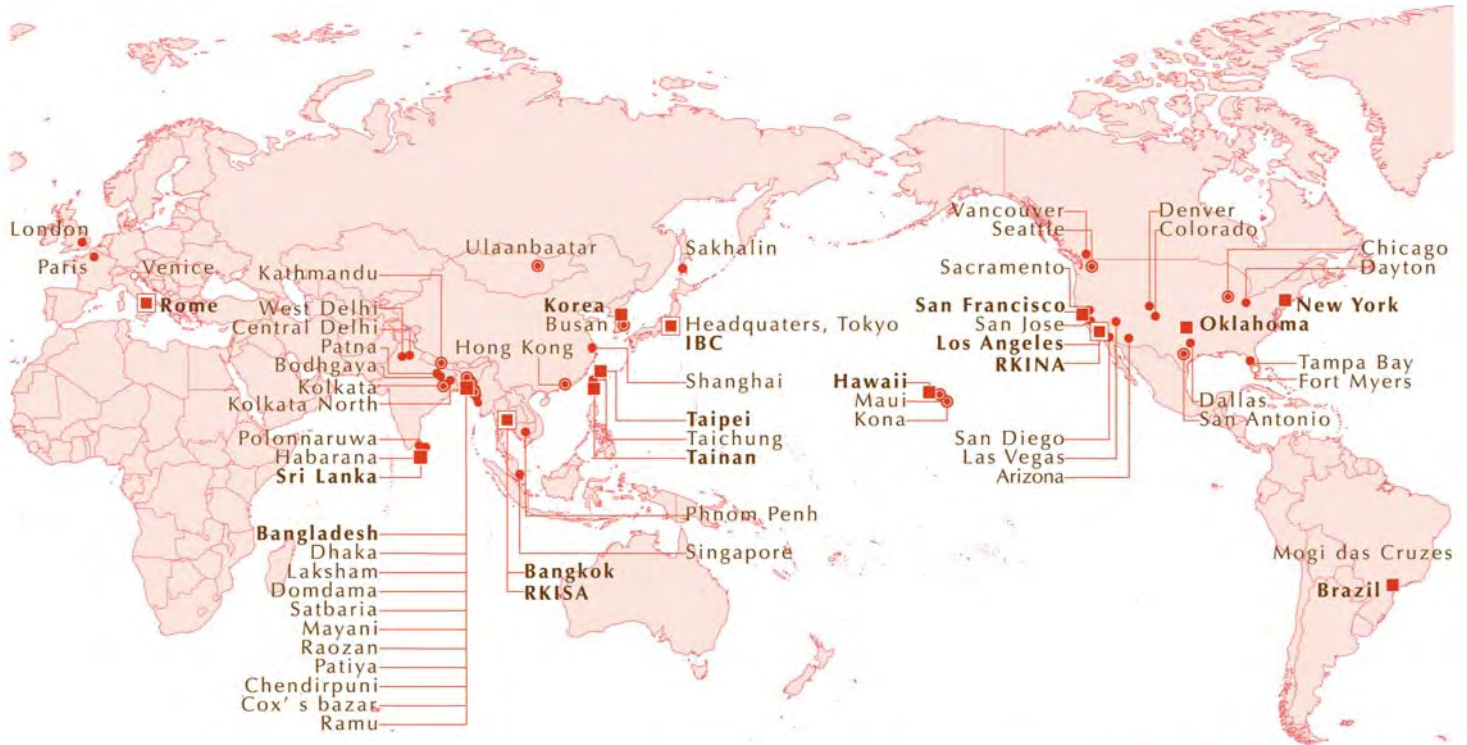 London
Paris
Venice
Rome
Kathmandu
West Delhi
Central Delhi
Patna
Bodhgaya
Kolkata
Kolkata North
Polonnaruwa
Habarana
Sri Lanka
Bangladesh
Dhaka
Laksham
Domdama
Satbaria
Mayani
Raozan
Patiya
Chendirpuni
Cox' s bazar
Ramu
Ulaanbaatar
Sakhalin
Korea
Busan
Headquaters, Tokyo
IBC
Hong Kong
Shanghai
Taipei
Taichung
Tainan
Phnom Penh
Singapore
Bangkok
RKISA
Hawaii
Maui
Kona
Vancouver
Seattle
Sacramento
San Francisco
San Jose
Los Angeles
RKINA
San Diego
Las Vegas
Arizona
Denver
Colorado
Chicago
Dayton
New York
Oklahoma
Tampa Bay
Fort Myers
Dallas
San Antonio
Mogi das Cruzes
Brazil